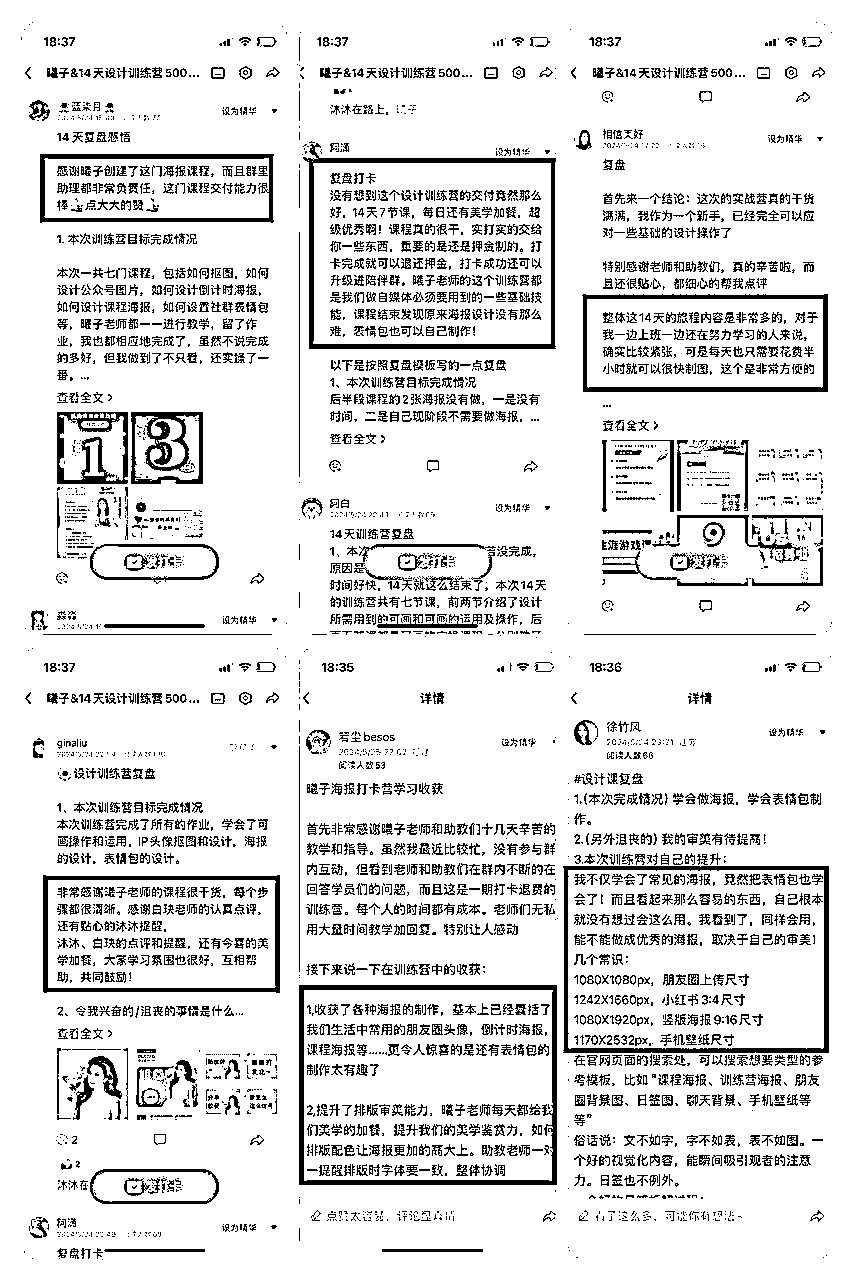 18:37
曦子&14天设计训练营500...
蓝柒月
设为精华
14天复盘感悟
感谢曦子创建了这门海报课程，而且群里
助理都非常负责任，这门课程交付能力很
棒 点大大的赞
1. 本次训练营目标完成情况
本次一共七门课程，包括如何抠图，如何
设计公众号图片，如何设计倒计时海报，
如何设计课程海报，如何设置社群表情包
等，曦子老师都一一进行教学，留了作
业，我也都相应地完成了，虽然不说完成
的多好，但我做到了不只看，还实操了一
番。...
查看全文 >
1
3
设为精华
18:37
曦子&14天设计训练营500...
沐沐在路上，
阿涌
设为精华
复盘打卡
没有想到这个设计训练营的交付竟然那么
好，14天7节课，每日还有美学加餐，超
级优秀啊！课程真的很干，实打实的交给
你一些东西，重要的是还是押金制的。打
卡完成就可以退还押金，打卡成功还可以
升级进陪伴群。曦子老师的这个训练营都
是我们做自媒体必须要用到的一些基础技
能，课程结束发现原来海报设计没有那么
难，表情包也可以自己制作！
以下是按照复盘模板写的一点复盘
1、本次训练营目标完成情况
后半段课程的2张海报没有做，一是没有
时间，二是自己现阶段不需要做海报，...
查看全文 >
阿白
设为精华
14天训练营复盘
1、本次
没完成，
原因是
时间好快，14天就这么结束了，本次14天
的训练营共有七节课，前两节介绍了设计
所需用到的可画和可画的运用及操作，后
18:37
曦子&14天设计训练营500...
相信天好
设为精华
复盘
首先来一个结论：这次的实战营真的干货
满满，我作为一个新手，已经完全可以应
对一些基础的设计操作了
特别感谢老师和助教们，真的辛苦啦，而
且还很贴心，都细心的帮我点评
整体这14天的旅程内容是非常多的，对于
我一边上班一边还在努力学习的人来说，
确实比较紧张，可是每天也只需要花费半
小时就可以很快制图，这个是非常方便的
...
查看全文 >
18:37
曦子&14天设计训练营500...
ginaliu
设计训练营复盘
1、本次训练营目标完成情况
本次训练营完成了所有的作业，学会了可
画操作和运用，IP头像抠图和设计，海报
的设计，表情包的设计。
非常感谢曦子老师的课程很干货，每个步
骤都很清晰。感谢白玦老师的认真点评，
还有贴心的沐沐提醒，
沐沐、白玦的点评和提醒，还有今喜的美
学加餐，大家学习氛围也很好，互相帮
助，共同鼓励！
2、令我兴奋的/沮丧的事情是什么...
查看全文 >
2
2
沐沐在
阿涌
设为精华
复盘打卡
18:35
详情
若尘besos
设为精华
阅读人数53
曦子海报打卡营学习收获
首先非常感谢曦子老师和助教们十几天辛苦的
教学和指导。虽然我最近比较忙，没有参与群
内互动，但看到老师和助教们在群内不断的在
回答学员们的问题，而且这是一期打卡退费的
训练营。每个人的时间都有成本。老师们无私
用大量时间教学加回复。特别让人感动
接下来说一下在训练营中的收获：
1,收获了各种海报的制作，基本上已经囊括了
我们生活中常用的朋友圈头像，倒计时海报，
课程海报等......更令人惊喜的是还有表情包的
制作太有趣了
2,提升了排版审美能力，曦子老师每天都给我
们美学的加餐，提升我们的美学鉴赏力，如何
排版配色让海报更加的高大上。助教老师一对
一提醒排版时字体要一致，整体协调
18:36
详情
徐竹风
设为精华
阅读人数66
#设计课复盘
1.(本次完成情况) 学会做海报，学会表情包制
作。
2.(另外沮丧的) 我的审美有待提高！
3.本次训练营对自己的提升：
我不仅学会了常见的海报，竟然把表情包也学
会了！而且看起来那么容易的东西，自己根本
就没有想过会这么用。我看到了，同样会用，
能不能做成优秀的海报，取决于自己的审美！
几个常识：
1080X1080px，朋友圈上传尺寸
1242X1660px，小红书3:4尺寸
1080X1920px，竖版海报9:16尺寸
1170X2532px，手机壁纸尺寸
在官网页面的搜索处，可以搜索想要类型的参
考模板，比如“课程海报、训练营海报、朋友
圈背景图、日签图、聊天背景、手机壁纸等
等”
俗话说：文不如字，字不如表，表不如图。一
个好的视觉化内容，能瞬间吸引观者的注意
力。日签也不例外。